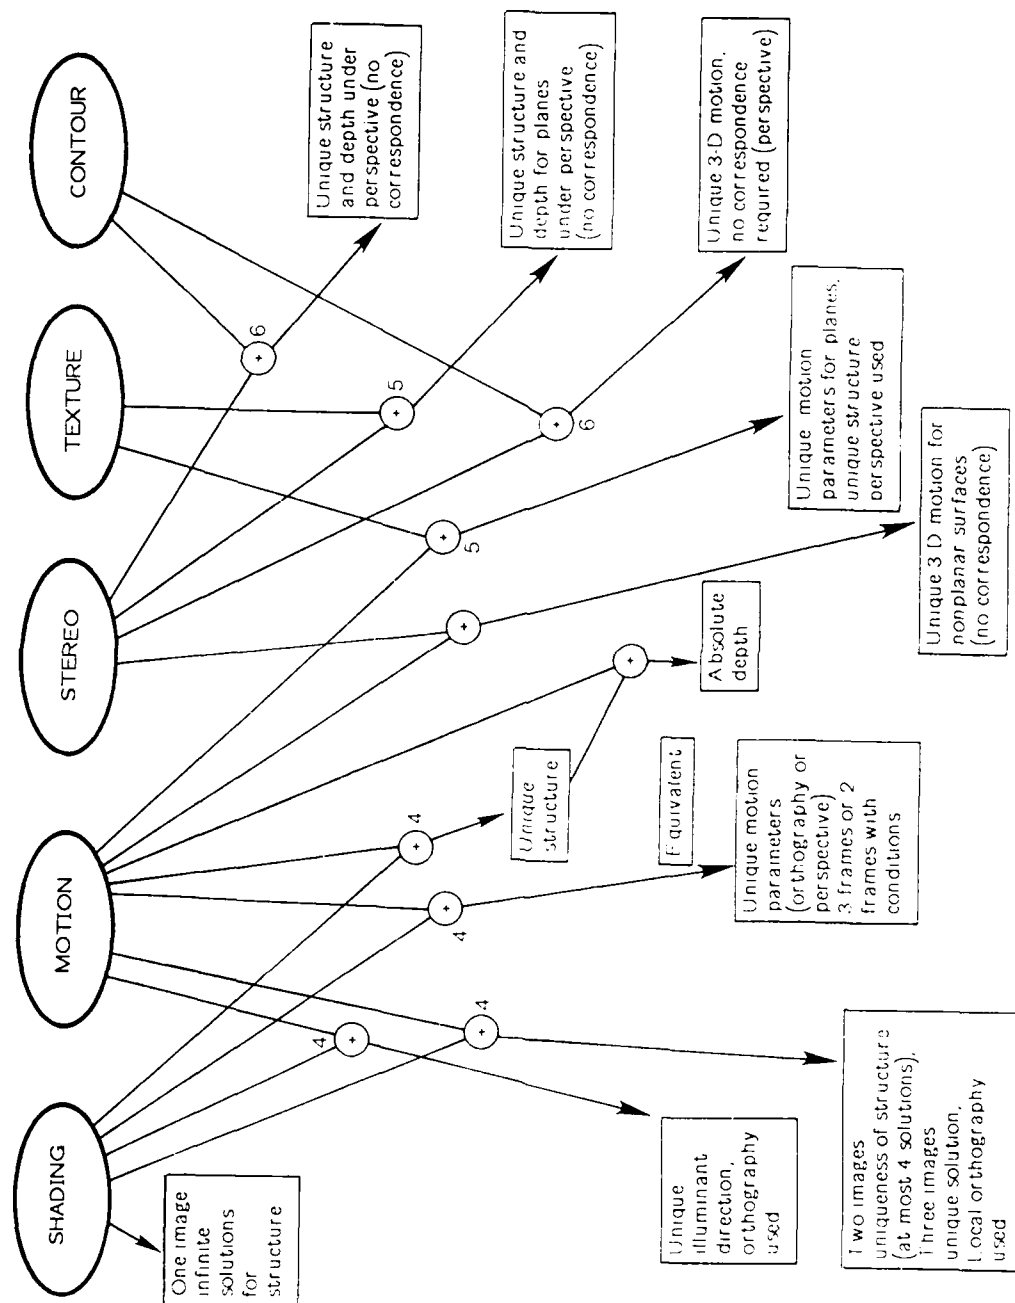 SHADING
MOTION
STEREO
TEXTURE
CONTOUR
One image
infinite
solutions
for
structure
4
+
+
4
4
+
+
4
+
5
+
+
6
+
5
+
6
+
Unique
illuminant
direction,
orthography
used
Two images
uniqueness of structure
(at most 4 solutions).
Three images
unique solution,
Local orthography
used
Unique
structure
Equivalent
Unique motion
parameters
(orthography or
perspective)
3 frames or 2
frames with
conditions
Absolute
depth
Unique 3 D motion for
nonplanar surfaces
(no correspondence)
Unique motion
parameters for planes,
unique structure
perspective used
Unique 3-D motion,
no correspondence
required (perspective)
Unique structure and
depth for planes
under perspective
(no correspondence)
Unique structure
and depth under
perspective (no
correspondence)